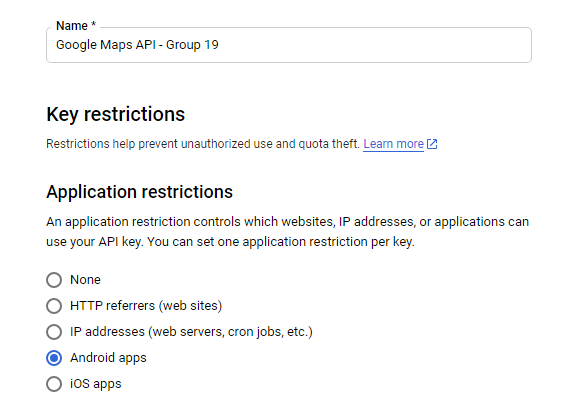 Name *
Google Maps API - Group 19
Key restrictions
Restrictions help prevent unauthorized use and quota theft. Learn more
Application restrictions
An application restriction controls which websites, IP addresses, or applications can
use your API key. You can set one application restriction per key.
None
HTTP referrers (web sites)
IP addresses (web servers, cron jobs, etc.)
Android apps
iOS apps